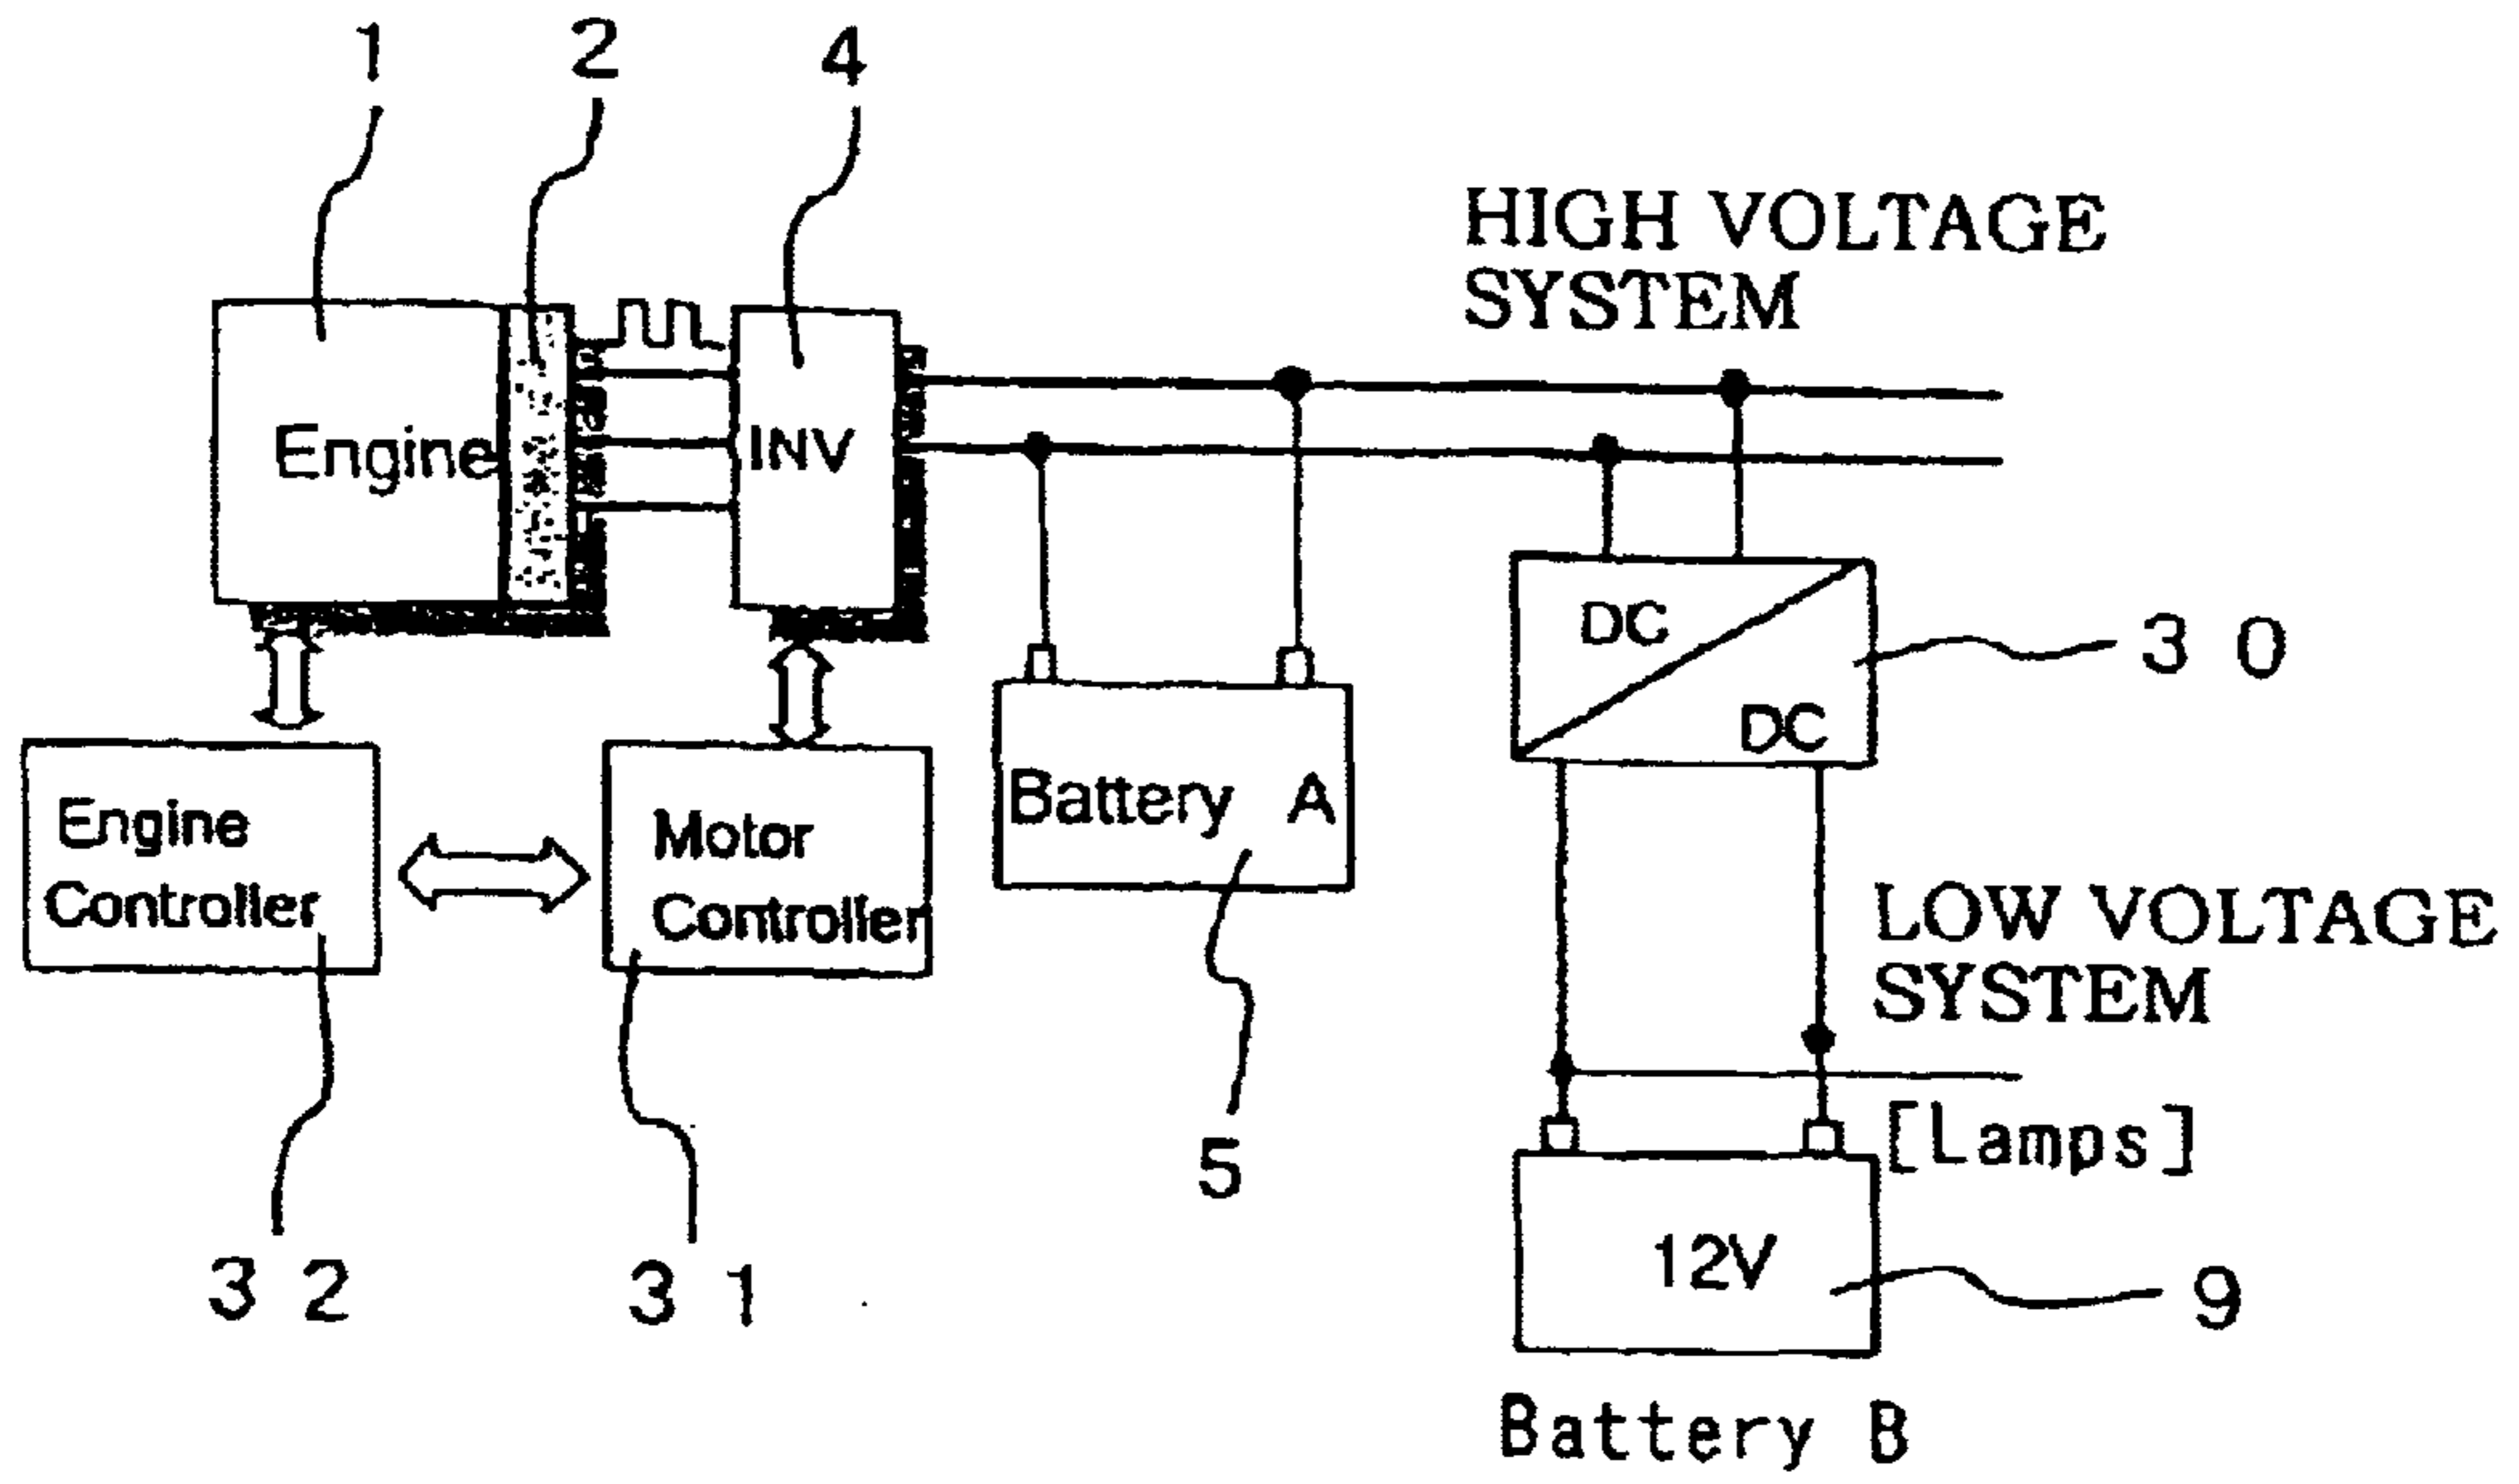 1
2
4
HIGH VOLTAGE
SYSTEM
Engine
INV
DC
DC
3 0
Engine
Controller
Motor
Controller
Battery A
LOW VOLTAGE
SYSTEM
[Lamps]
5
12V
9
3 2
3 1
Battery B